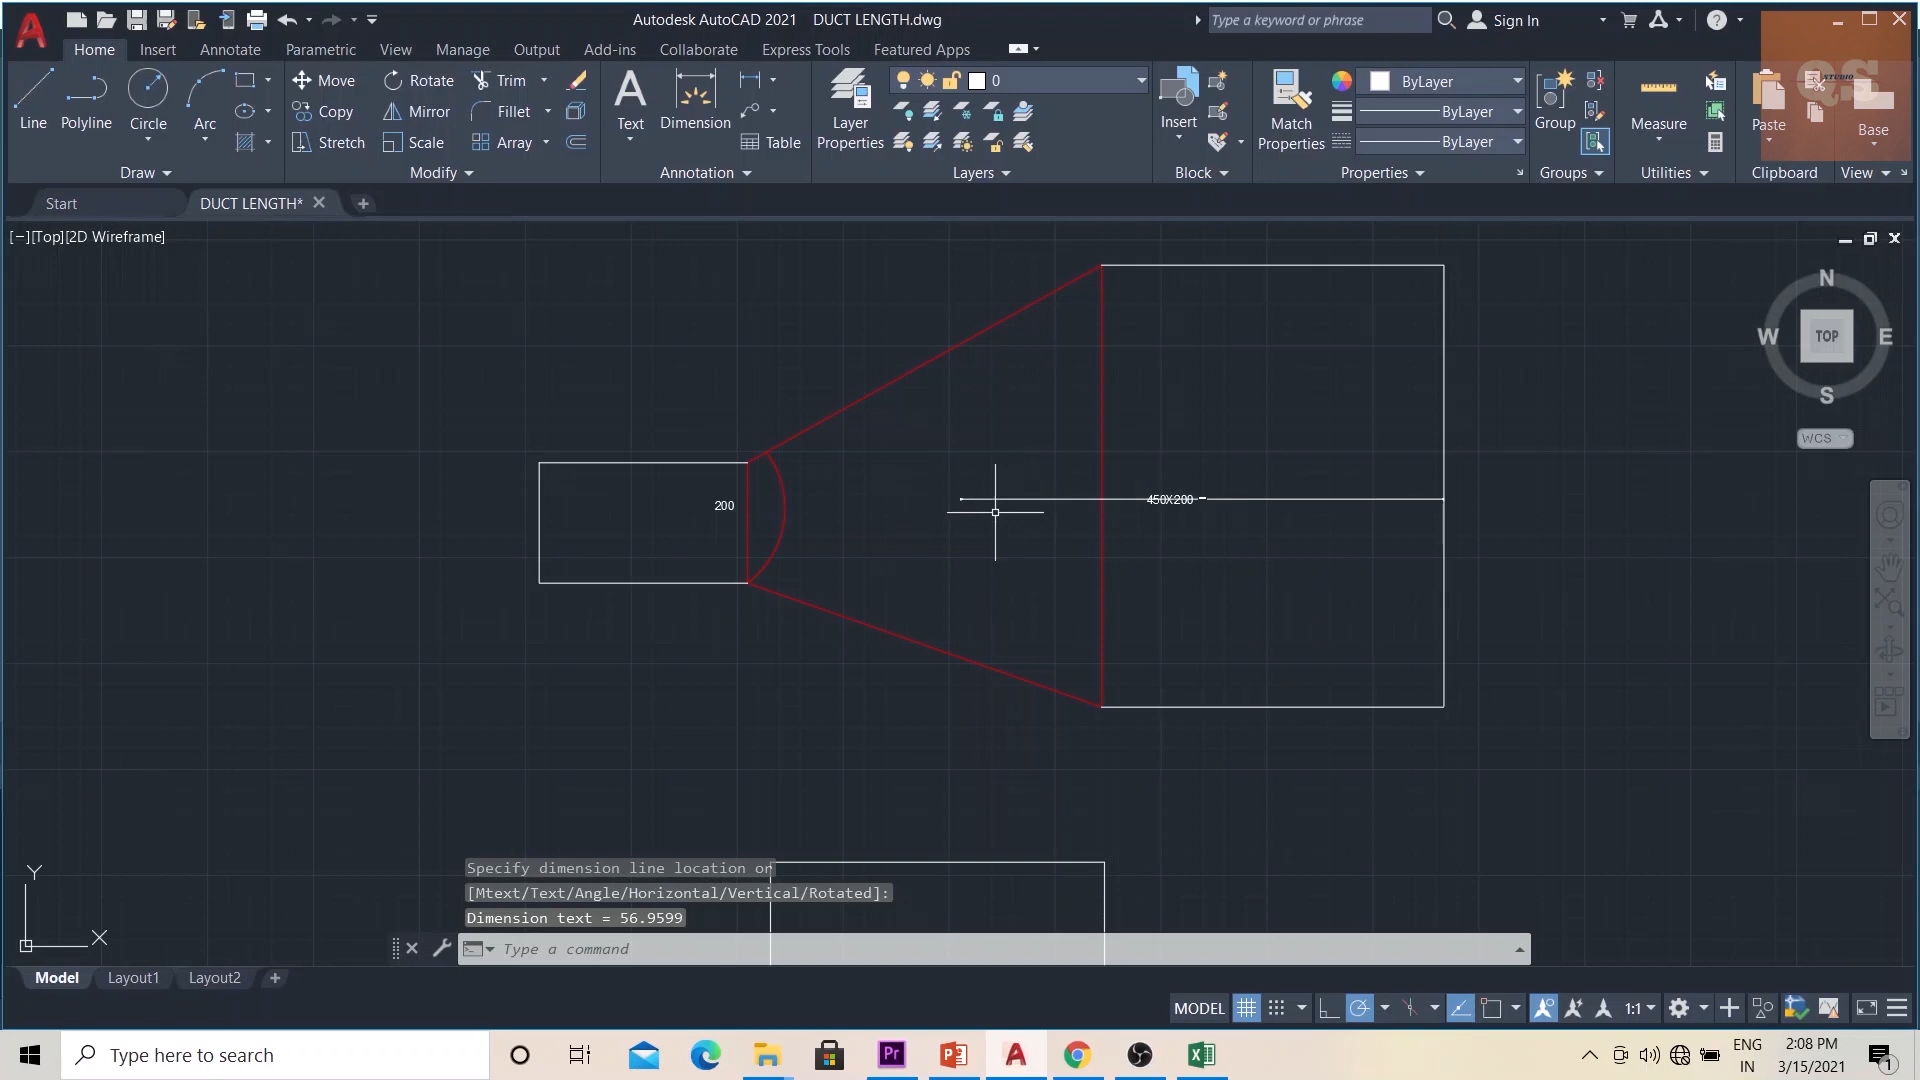 Autodesk AutoCAD 2021 DUCT LENGTH.dwg
Type a keyword or phrase
Sign In
Home Insert Annotate Parametric View Manage Output Add-ins Collaborate Express Tools Featured Apps
Line Polyline Circle Arc
Move Rotate Trim
Copy Mirror Fillet
Stretch Scale Array
Text Dimension
Table
Layer
Properties
0
Insert
Match
Properties
ByLayer
ByLayer
ByLayer
Group
Measure
Paste
Base
QS
STUDIO
Draw Modify Annotation Layers Block Properties Groups Utilities Clipboard View
Start DUCT LENGTH*
[−][Top][2D Wireframe]
N
W TOP E
S
WCS
200
450X200
Specify dimension line location or
[Mtext/Text/Angle/Horizontal/Vertical/Rotated]:
Dimension text = 56.9599
Type a command
Y
X
Model Layout1 Layout2
MODEL 1:1
Type here to search
Pr
ENG
IN
2:08 PM
3/15/2021
1